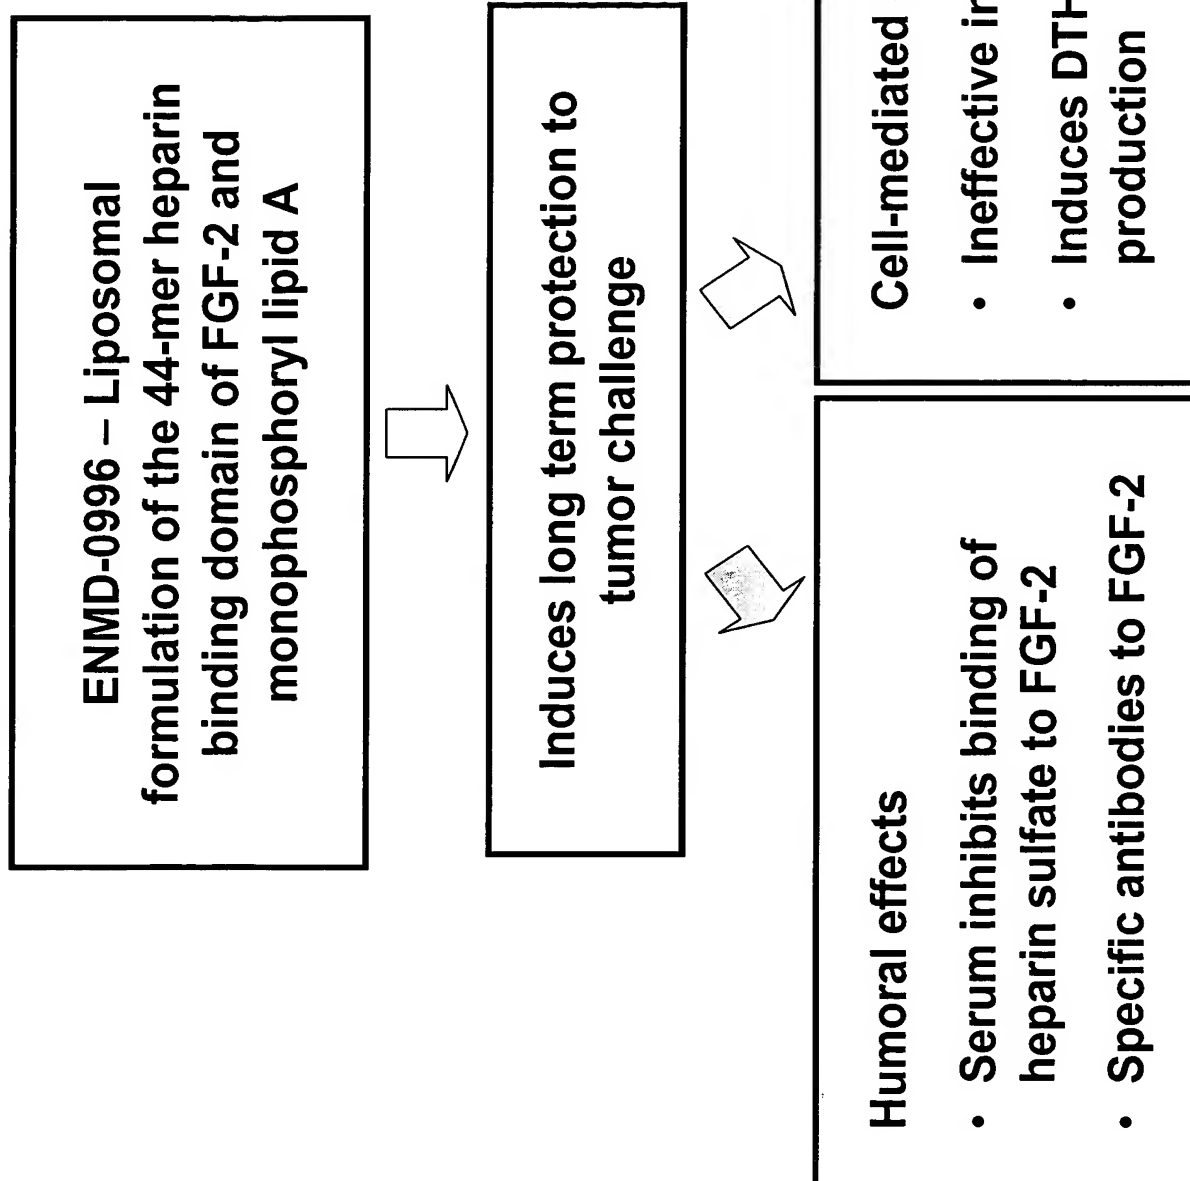 ENMD-0996 – Liposomal
formulation of the 44-mer heparin
binding domain of FGF-2 and
monophosphoryl lipid A
Induces long term protection to
tumor challenge
Humoral effects
• Serum inhibits binding of
heparin sulfate to FGF-2
• Specific antibodies to FGF-2
Cell-mediated
• Ineffective in
• Induces DTH
production